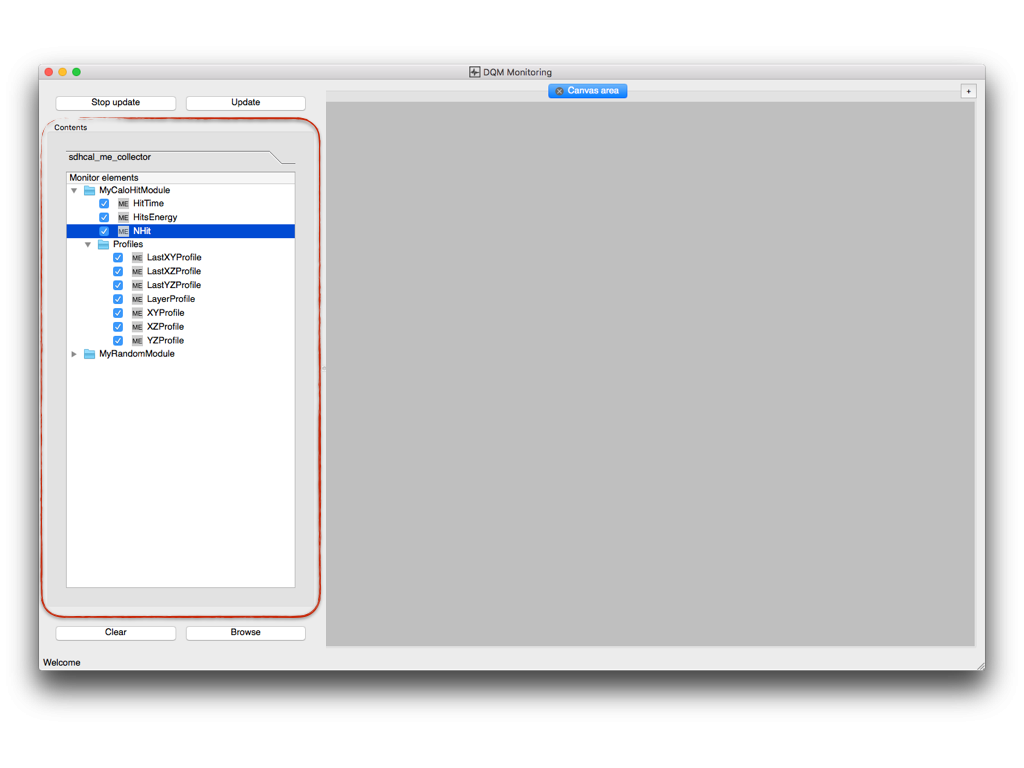 DQM Monitoring
Stop update
Update
Canvas area
+
Contents
sdhcal_me_collector
Monitor elements
MyCaloHitModule
ME HitTime
ME HitsEnergy
ME NHit
Profiles
ME LastXYProfile
ME LastXZProfile
ME LastYZProfile
ME LayerProfile
ME XYProfile
ME XZProfile
ME YZProfile
MyRandomModule
Clear
Browse
Welcome